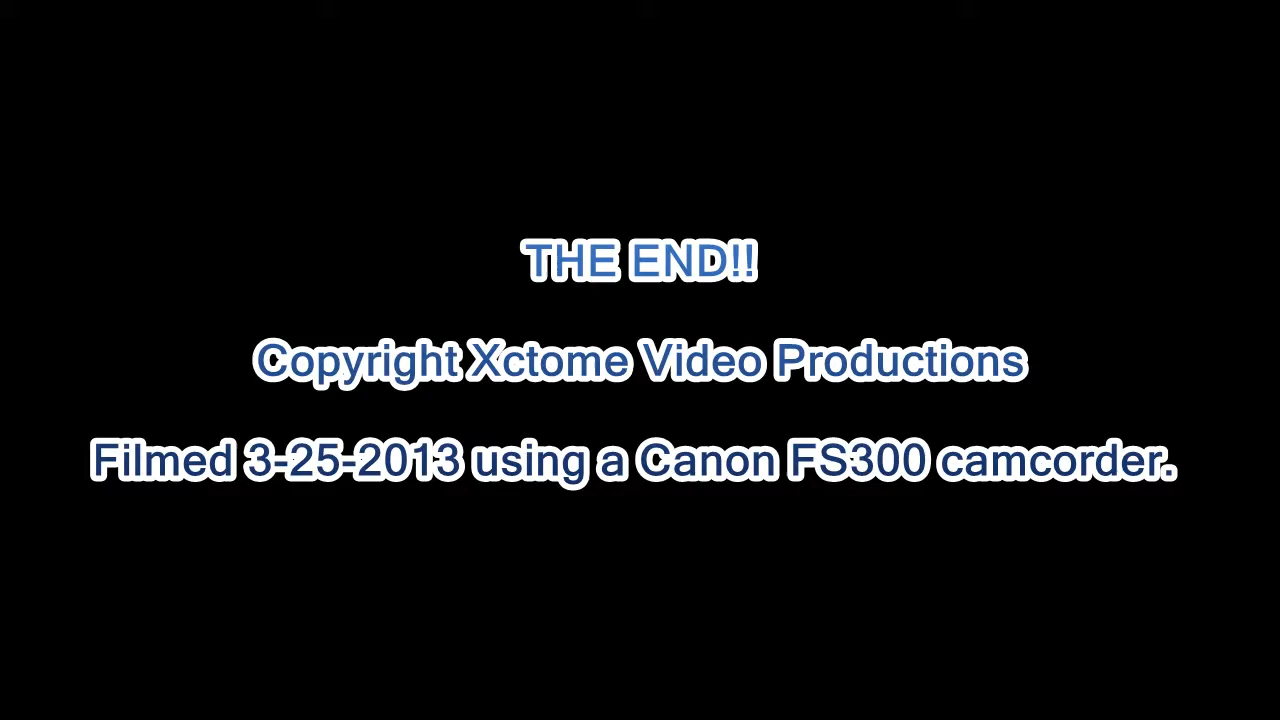 THE END!!
Copyright Xctome Video Productions
Filmed 3-25-2013 using a Canon FS300 camcorder.